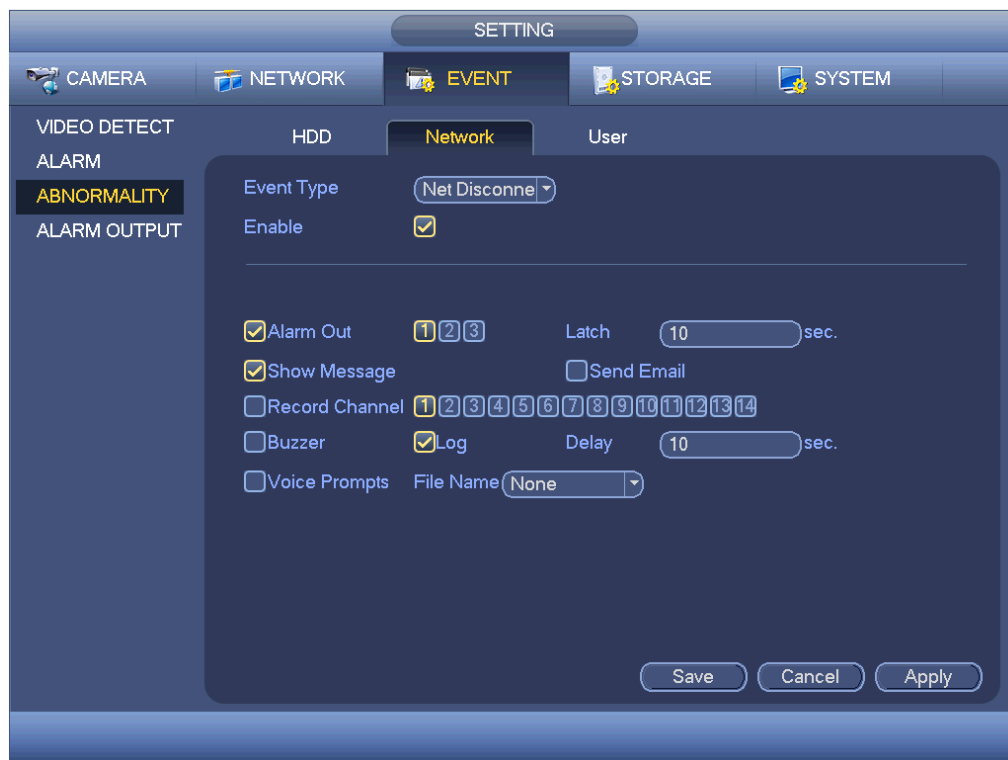 SETTING
CAMERA NETWORK EVENT STORAGE SYSTEM
VIDEO DETECT
ALARM
ABNORMALITY
ALARM OUTPUT
HDD Network User
Event Type Net Disconne
Enable
Alarm Out 1 2 3 Latch 10 sec.
Show Message Send Email
Record Channel 1 2 3 4 5 6 7 8 9 10 11 12 13 14
Buzzer Log Delay 10 sec.
Voice Prompts File Name None
Save Cancel Apply